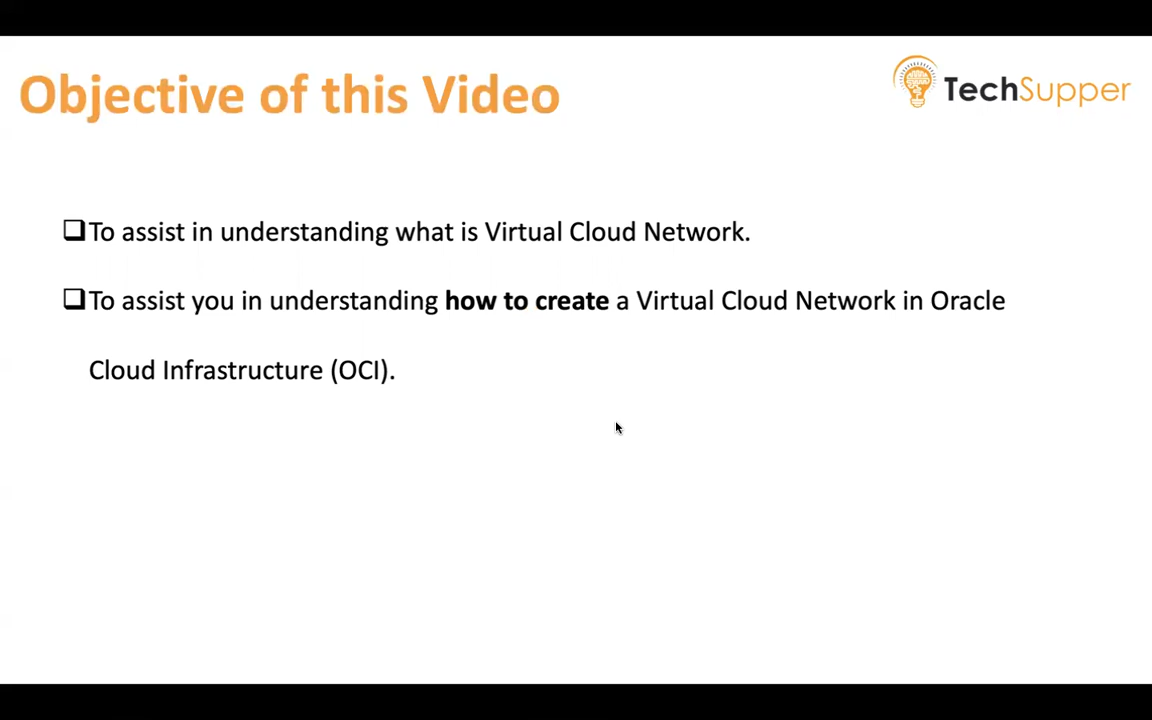 Objective of this Video
TechSupper
To assist in understanding what is Virtual Cloud Network.
To assist you in understanding how to create a Virtual Cloud Network in Oracle
Cloud Infrastructure (OCI).